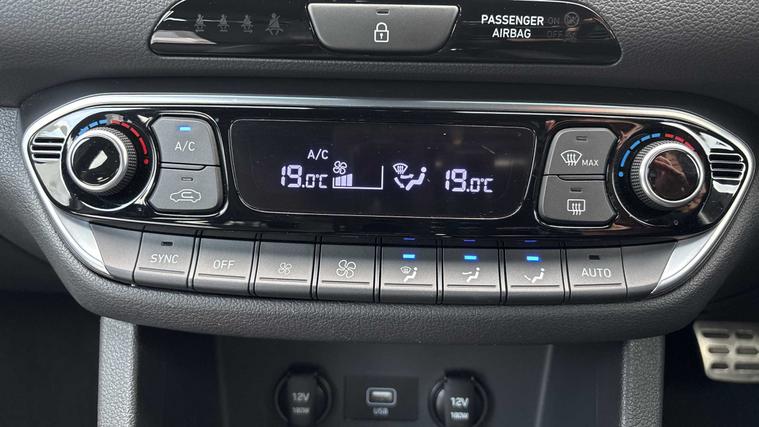 PASSENGER ON
AIRBAG OFF
A/C
A/C
19.0°C
19.0°C
MAX
SYNC
OFF
AUTO
12V
180W
USB
12V
180W